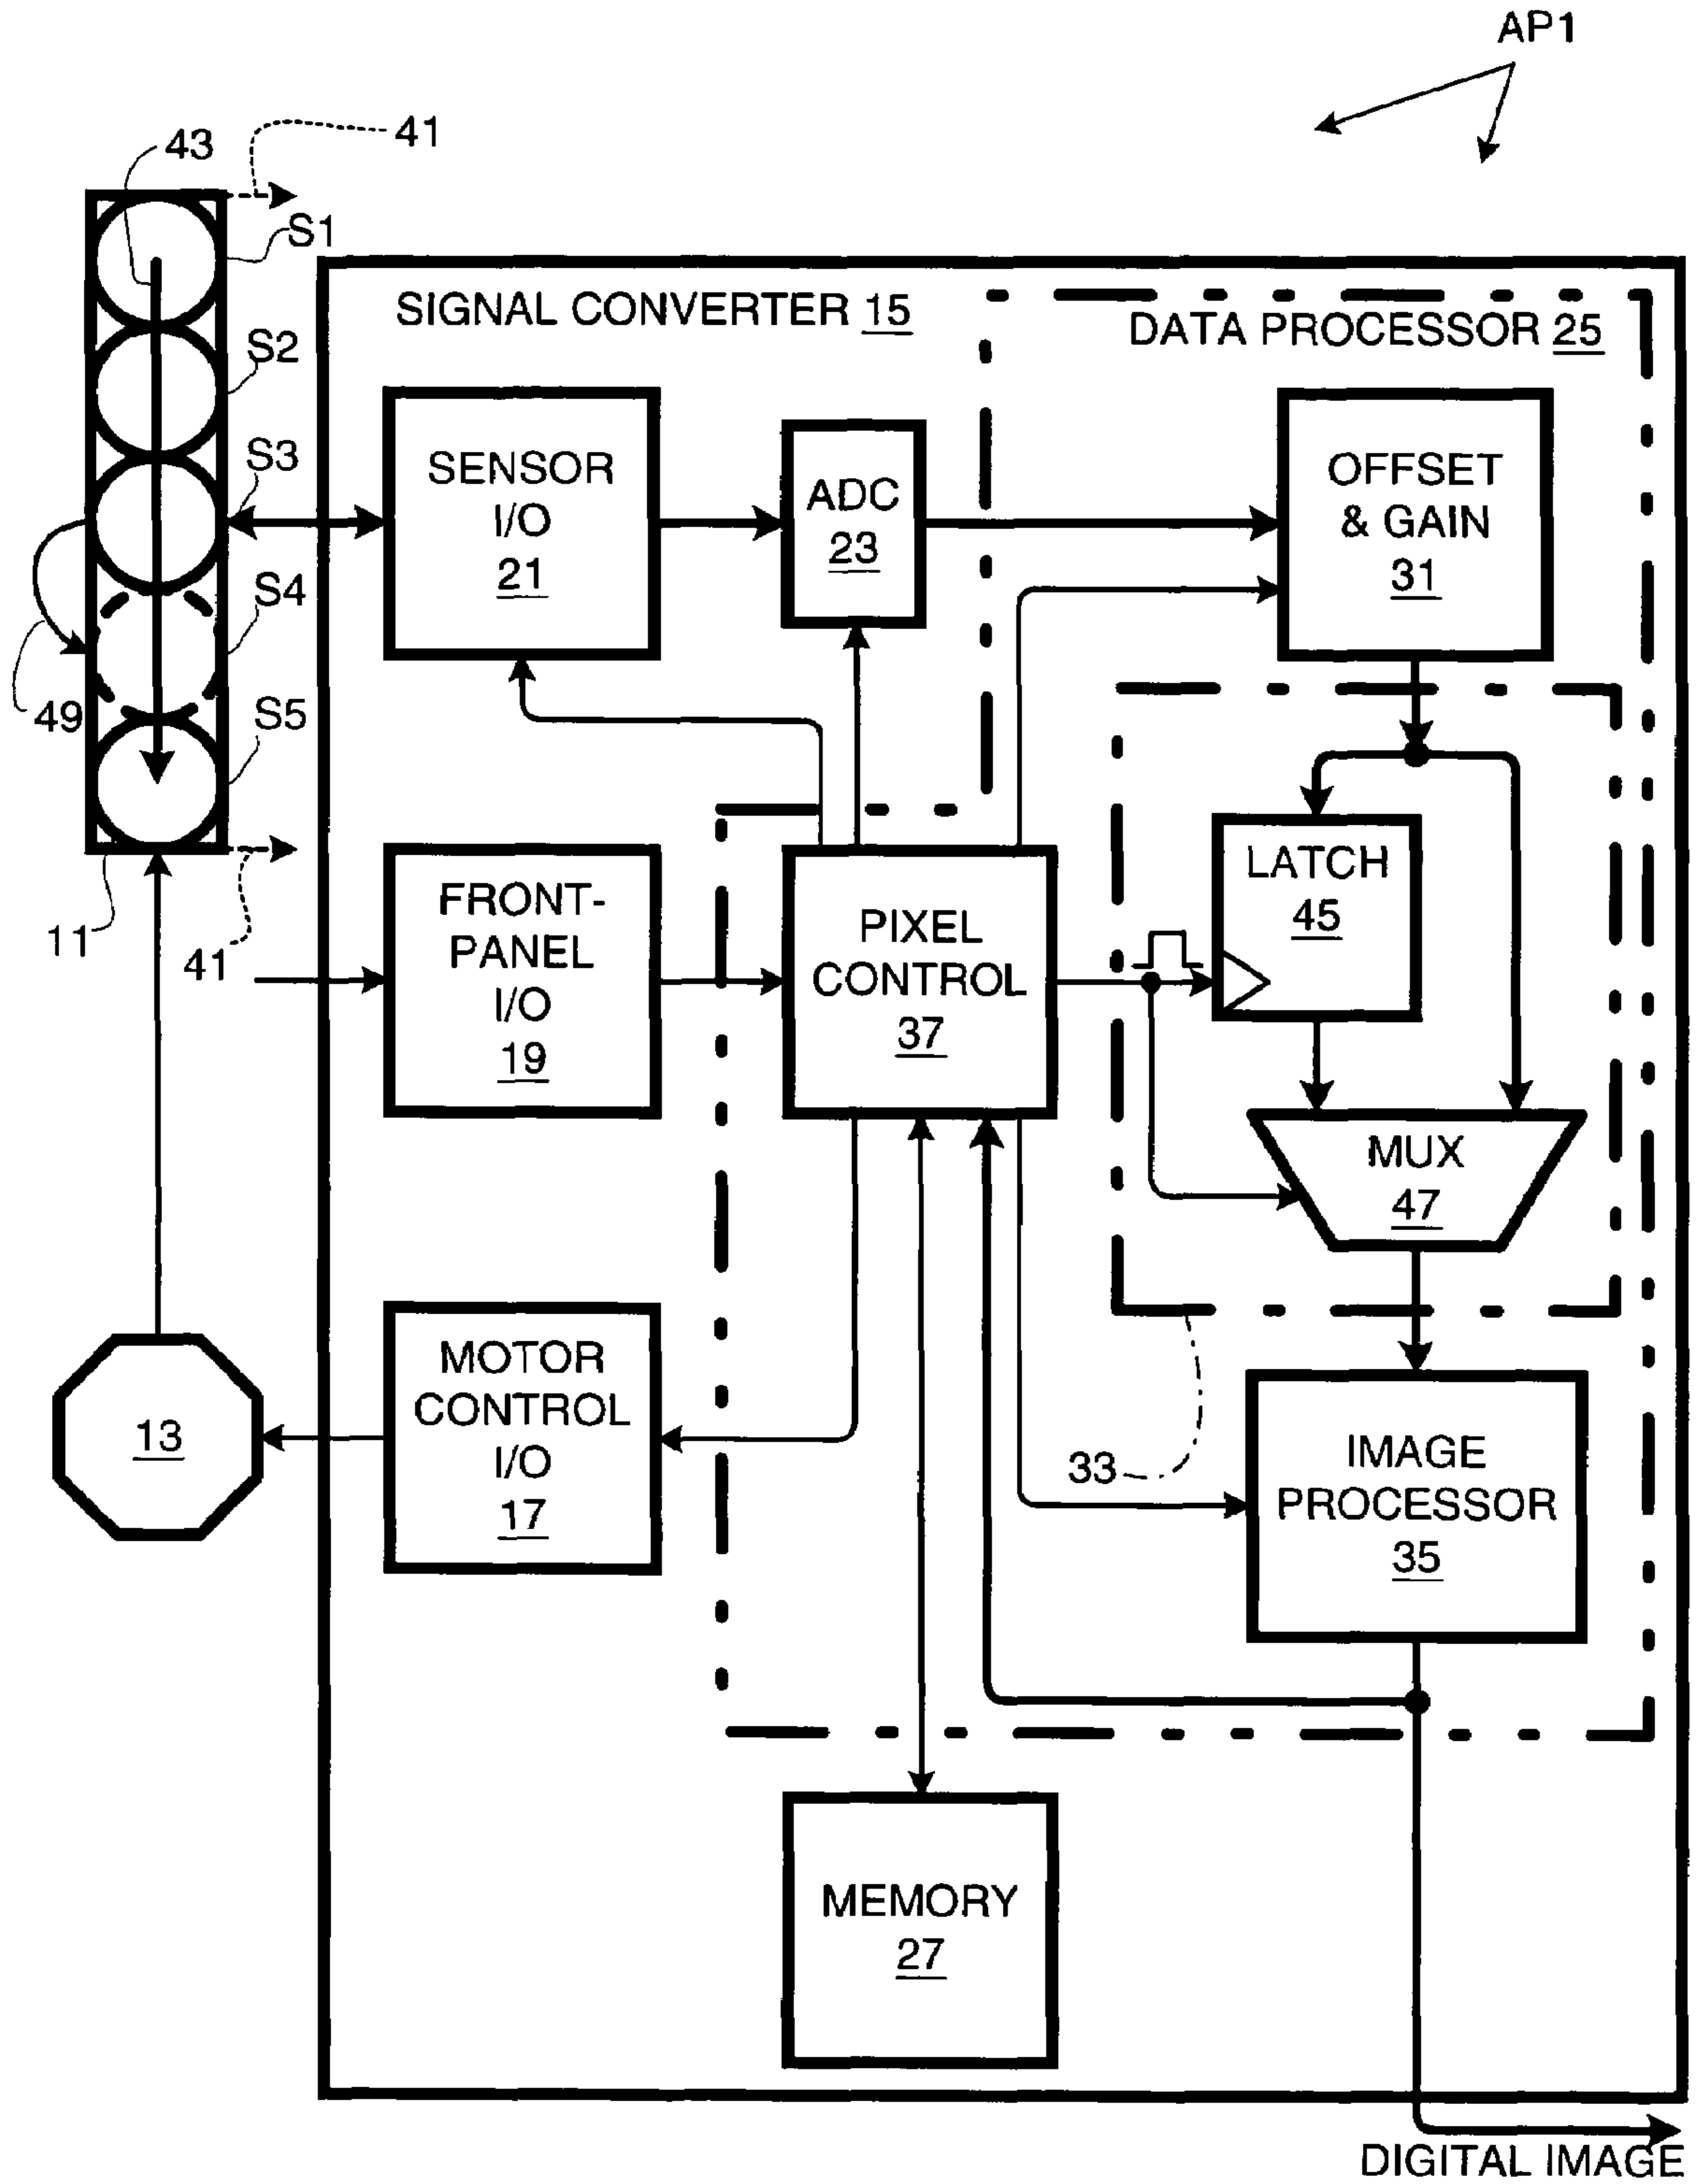 AP1
43
41
S1
SIGNAL CONVERTER 15
DATA PROCESSOR 25
S2
S3
SENSOR
I/O
21
ADC
23
OFFSET
& GAIN
31
S4
49
S5
11
41
FRONT-
PANEL
I/O
19
PIXEL
CONTROL
37
LATCH
45
MUX
47
13
MOTOR
CONTROL
I/O
17
33
IMAGE
PROCESSOR
35
MEMORY
27
DIGITAL IMAGE